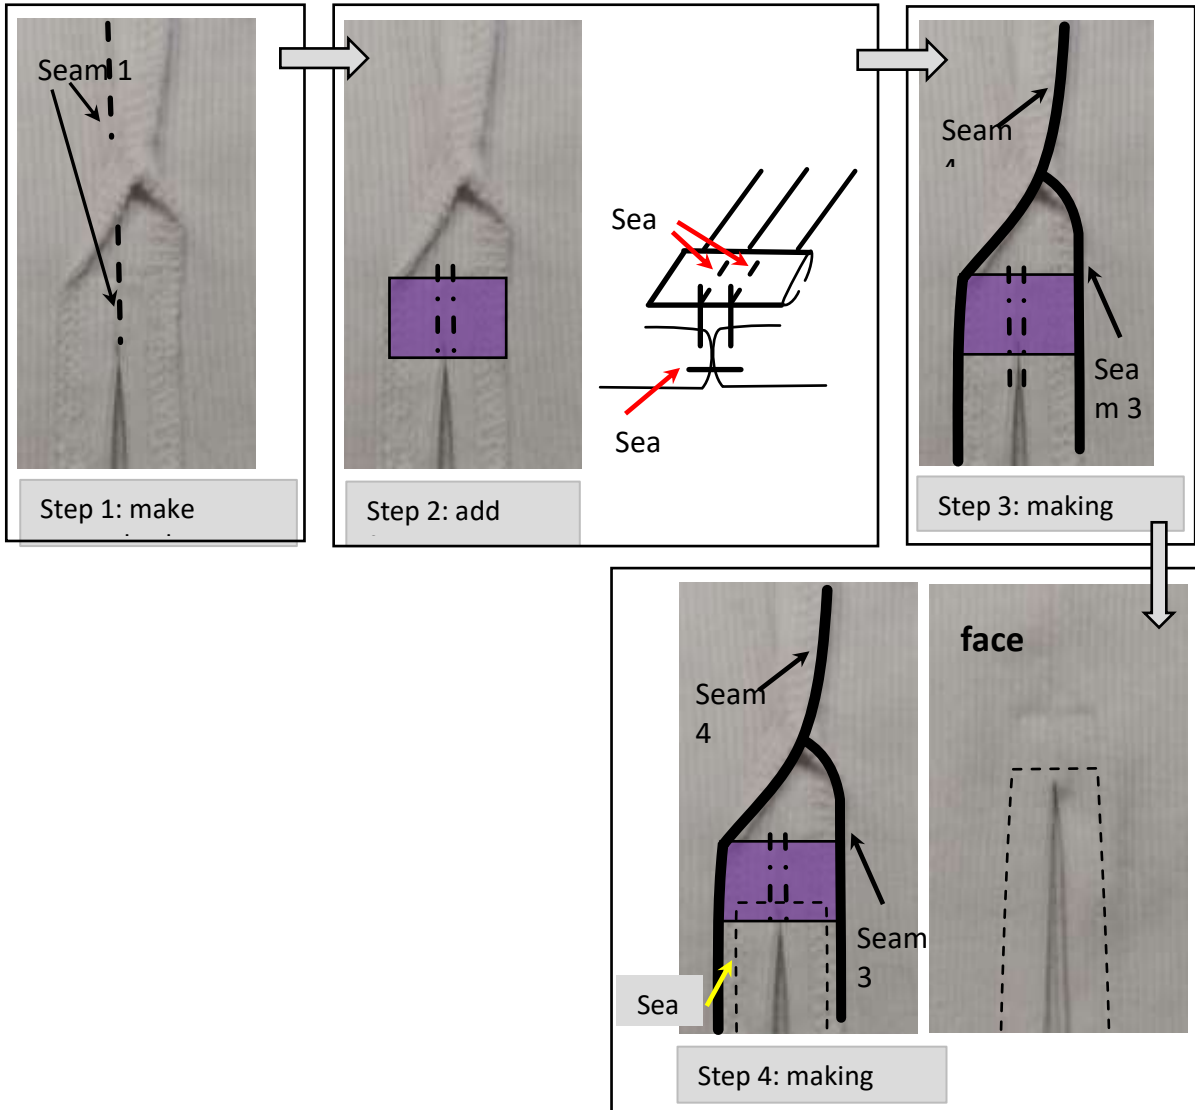 Seam 1
Step 1: make
Sea
Sea
Step 2: add
Seam
Sea
m 3
Step 3: making
Seam
4
Seam
3
Sea
face
Step 4: making